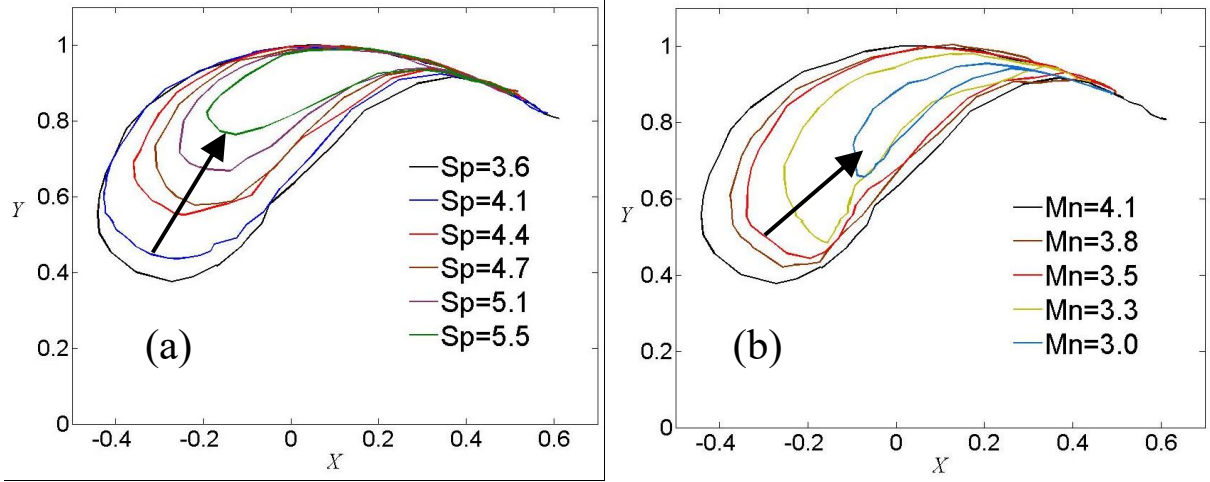 1
0.8
0.6
0.4
0.2
0
Y
-0.4 -0.2 0 0.2 0.4 0.6
X
Sp=3.6
Sp=4.1
Sp=4.4
Sp=4.7
Sp=5.1
Sp=5.5
(a)
1
0.8
0.6
0.4
0.2
0
Y
-0.4 -0.2 0 0.2 0.4 0.6
X
Mn=4.1
Mn=3.8
Mn=3.5
Mn=3.3
Mn=3.0
(b)